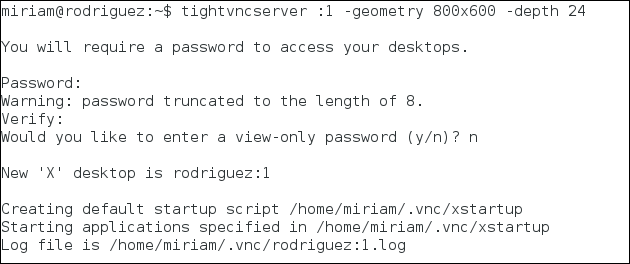 miriam@rodriguez:~$ tightvncserver :1 -geometry 800x600 -depth 24
You will require a password to access your desktops.
Password:
Warning: password truncated to the length of 8.
Verify:
Would you like to enter a view-only password (y/n)? n
New 'X' desktop is rodriguez:1
Creating default startup script /home/miriam/.vnc/xstartup
Starting applications specified in /home/miriam/.vnc/xstartup
Log file is /home/miriam/.vnc/rodriguez:1.log